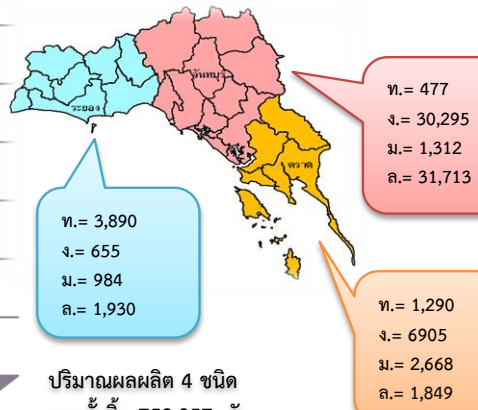 จันทบุรี
ระยอง
ตราด
ท.= 477
ง.= 30,295
ม.= 1,312
ล.= 31,713
ท.= 3,890
ง.= 655
ม.= 984
ล.= 1,930
ท.= 1,290
ง.= 6905
ม.= 2,668
ล.= 1,849
ปริมาณผลผลิต 4 ชนิด